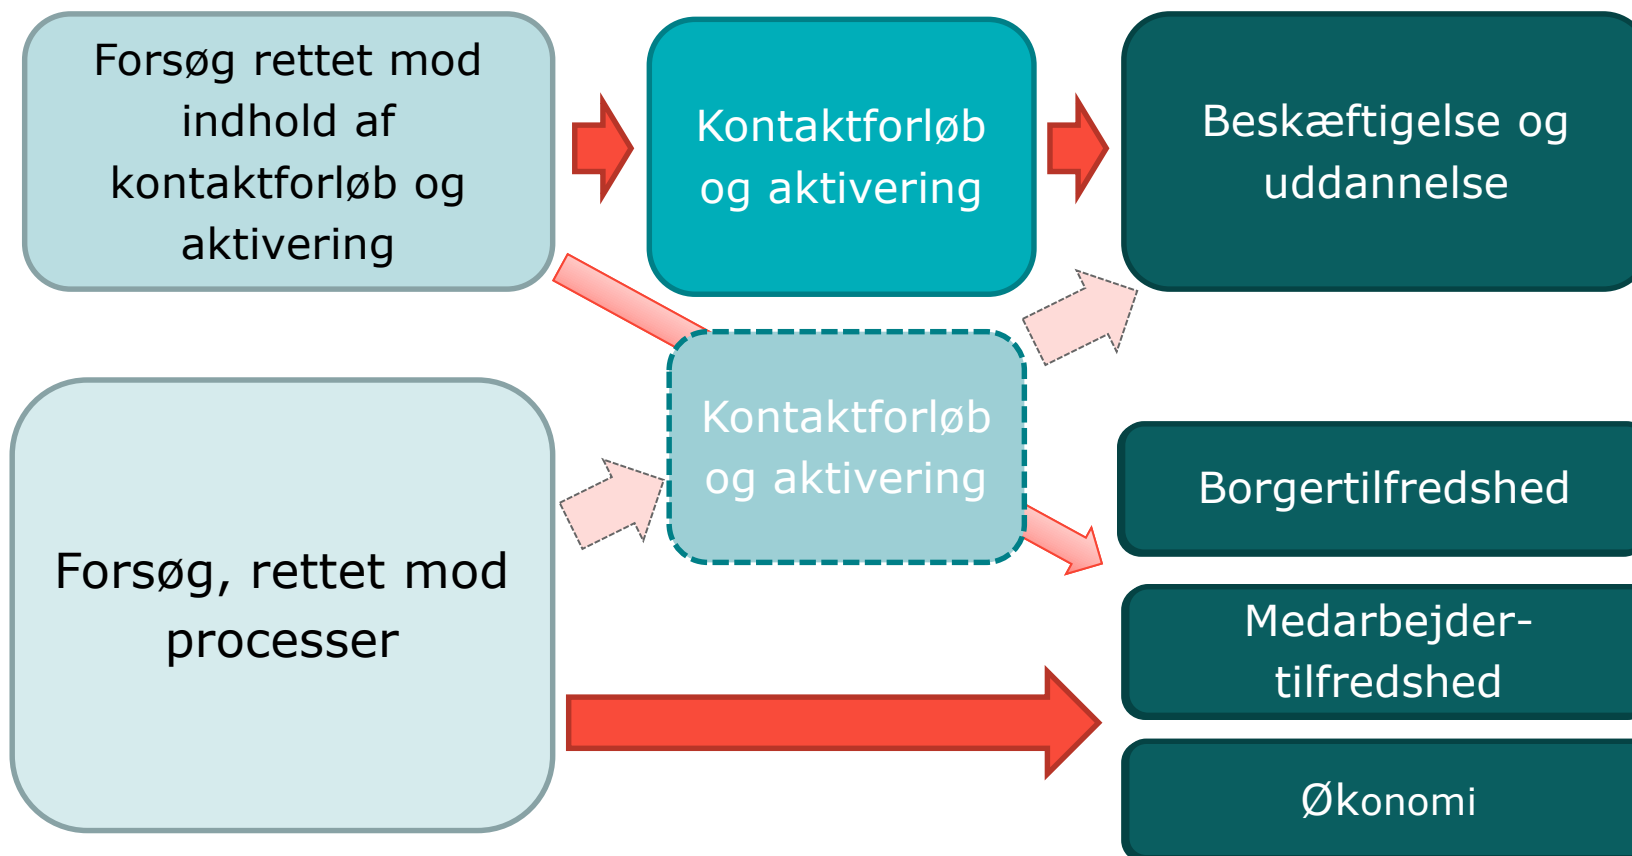 Forsøg rettet mod
indhold af
kontaktforløb og
aktivering
Kontaktforløb
og aktivering
Beskæftigelse og
uddannelse
Kontaktforløb
og aktivering
Forsøg, rettet mod
processer
Borgertilfredshed
Medarbejder-
tilfredshed
Økonomi